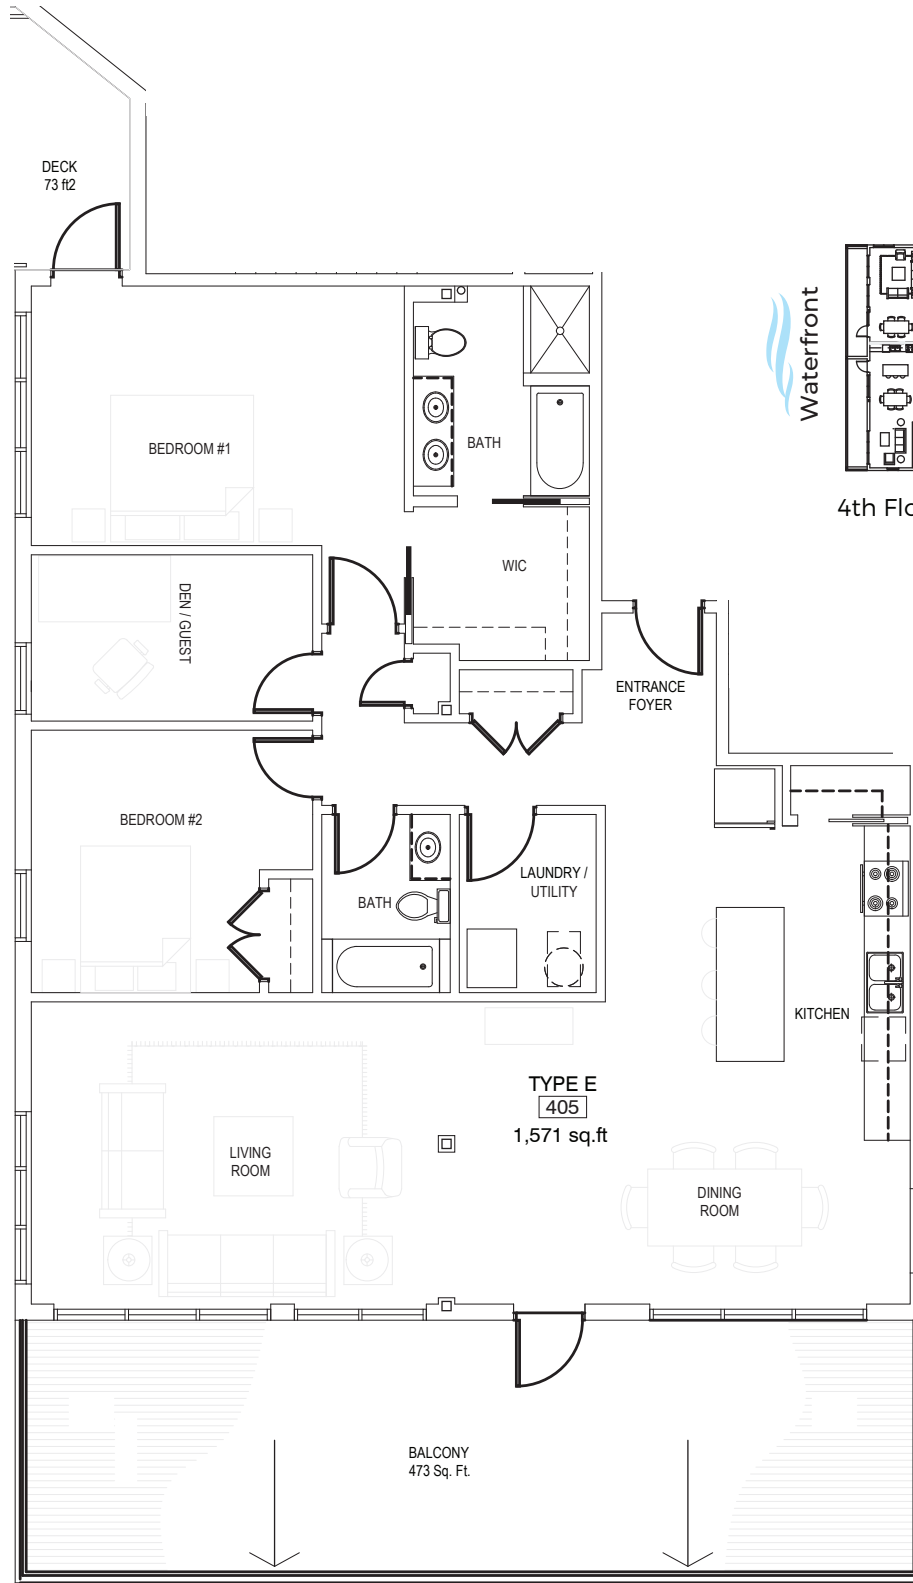 DECK
73 ft2
Waterfront
BEDROOM #1
BATH
4th Flo
WIC
DEN / GUEST
ENTRANCE
FOYER
BEDROOM #2
LAUNDRY /
UTILITY
BATH
KITCHEN
TYPE E
405
1,571 sq.ft
LIVING
ROOM
DINING
ROOM
BALCONY
473 Sq. Ft.